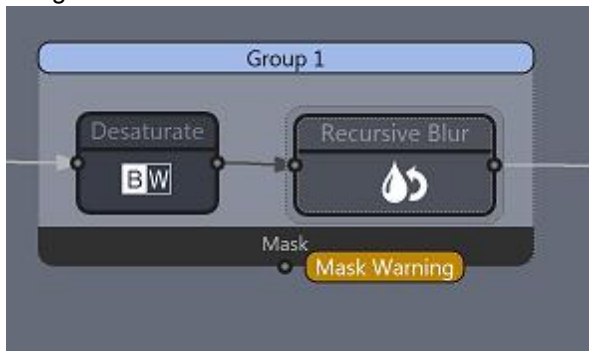 Group 1
Desaturate
Recursive Blur
BW
Mask
Mask Warning